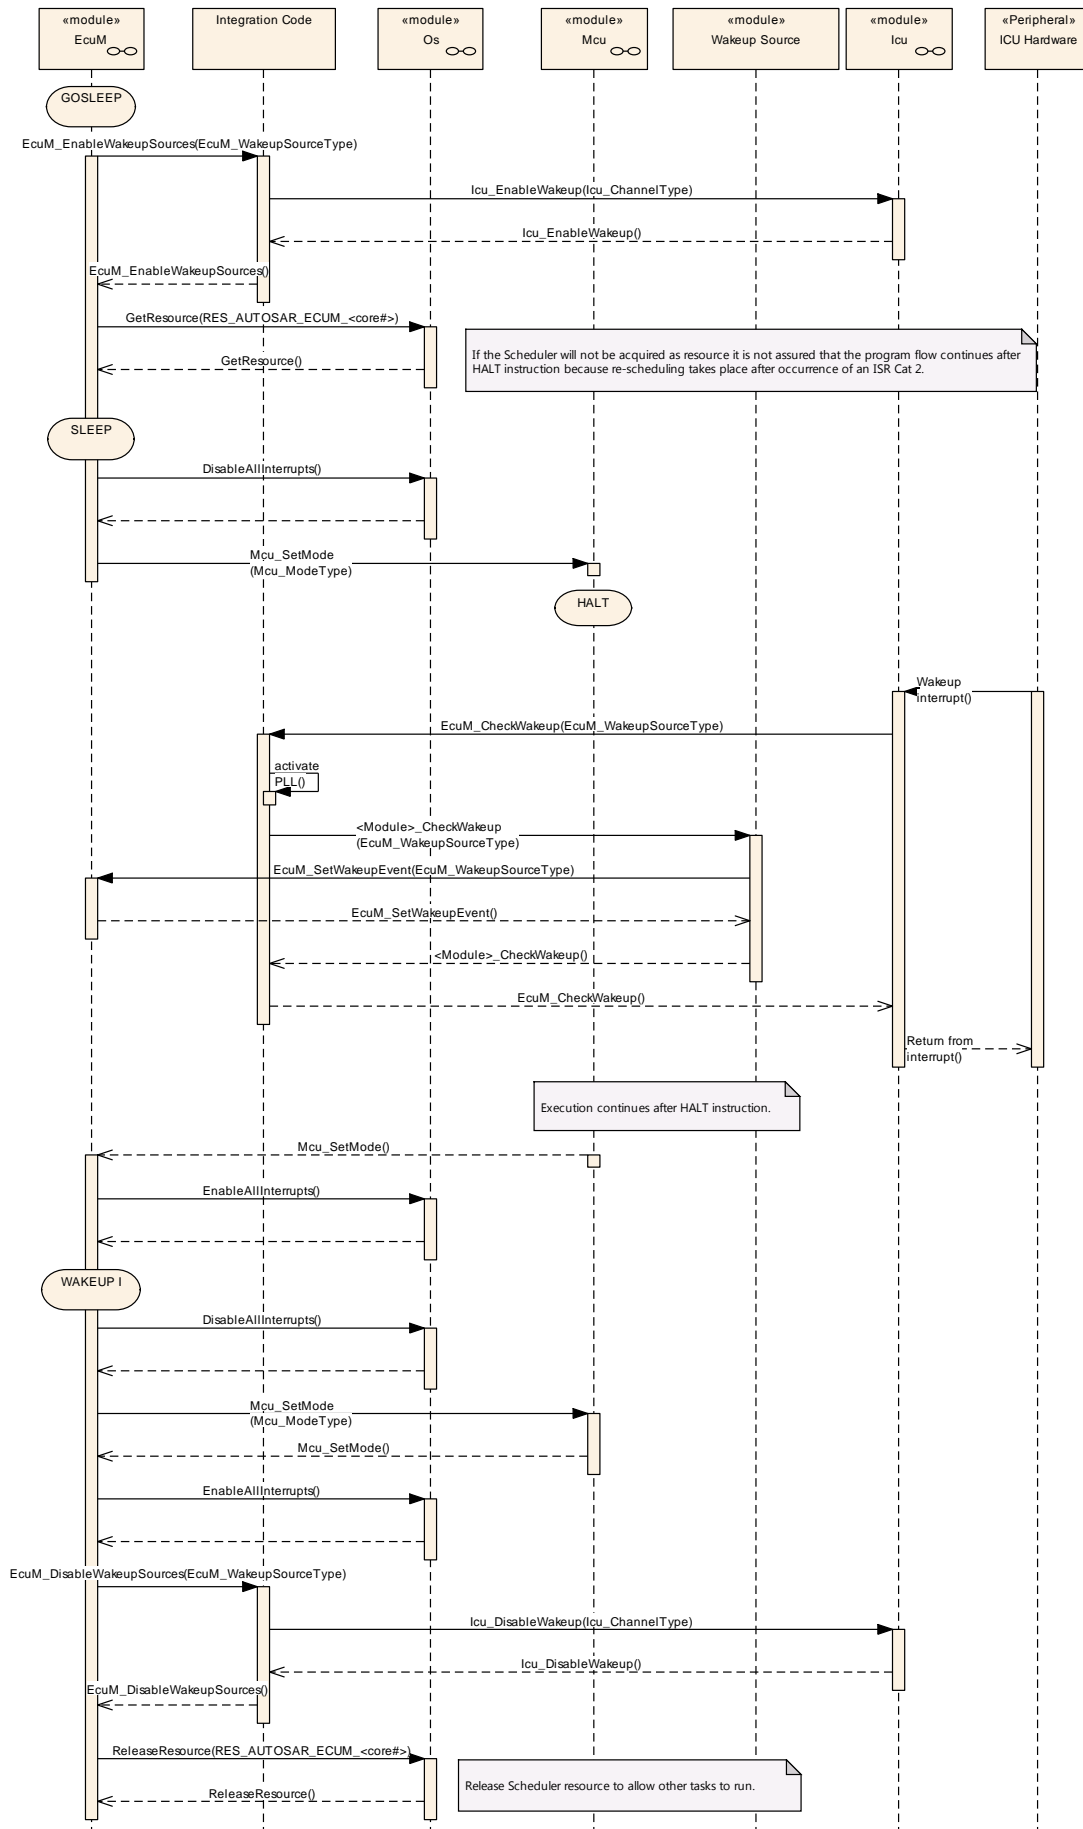 «module»
EcuM
Integration Code
«module»
Os
«module»
Mcu
«module»
Wakeup Source
«module»
Icu
«Peripheral»
ICU Hardware
GOSLEEP
EcuM_EnableWakeupSources(EcuM_WakeupSourceType)
Icu_EnableWakeup(Icu_ChannelType)
Icu_EnableWakeup()
EcuM_EnableWakeupSources()
GetResource(RES_AUTOSAR_ECUM_<core#>)
If the Scheduler will not be acquired as resource it is not assured that the program flow continues after
HALT instruction because re-scheduling takes place after occurrence of an ISR Cat 2.
GetResource()
SLEEP
DisableAllInterrupts()
Mcu_SetMode
(Mcu_ModeType)
HALT
Wakeup
interrupt()
EcuM_CheckWakeup(EcuM_WakeupSourceType)
activate
PLL()
<Module>_CheckWakeup
(EcuM_WakeupSourceType)
EcuM_SetWakeupEvent(EcuM_WakeupSourceType)
EcuM_SetWakeupEvent()
<Module>_CheckWakeup()
EcuM_CheckWakeup()
Return from
interrupt()
Execution continues after HALT instruction.
Mcu_SetMode()
EnableAllInterrupts()
WAKEUP I
DisableAllInterrupts()
Mcu_SetMode
(Mcu_ModeType)
Mcu_SetMode()
EnableAllInterrupts()
EcuM_DisableWakeupSources(EcuM_WakeupSourceType)
Icu_DisableWakeup(Icu_ChannelType)
Icu_DisableWakeup()
EcuM_DisableWakeupSources()
ReleaseResource(RES_AUTOSAR_ECUM_<core#>)
Release Scheduler resource to allow other tasks to run.
ReleaseResource()